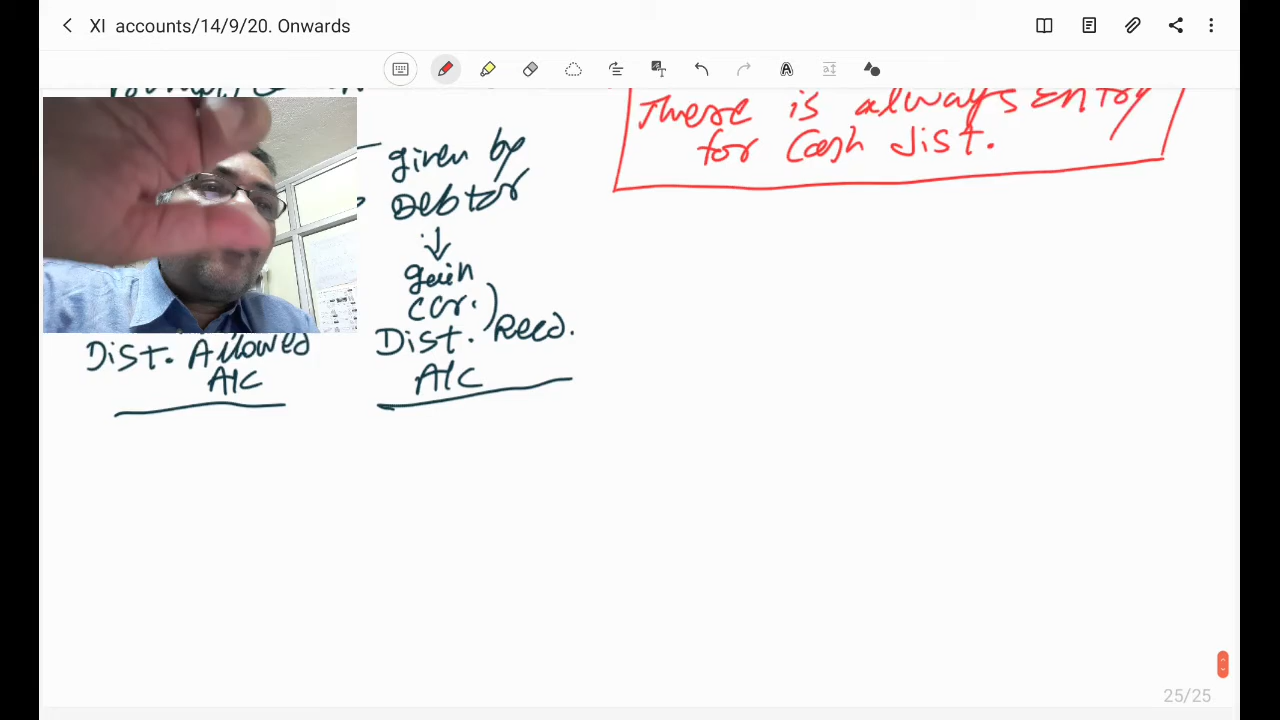 XI accounts/14/9/20. Onwards
There is always Entry
for Cash dist.
given by
Debtor
gain
(cr.)
Dist. Recd.
A/C
Dist. Allowed
A/C
25/25